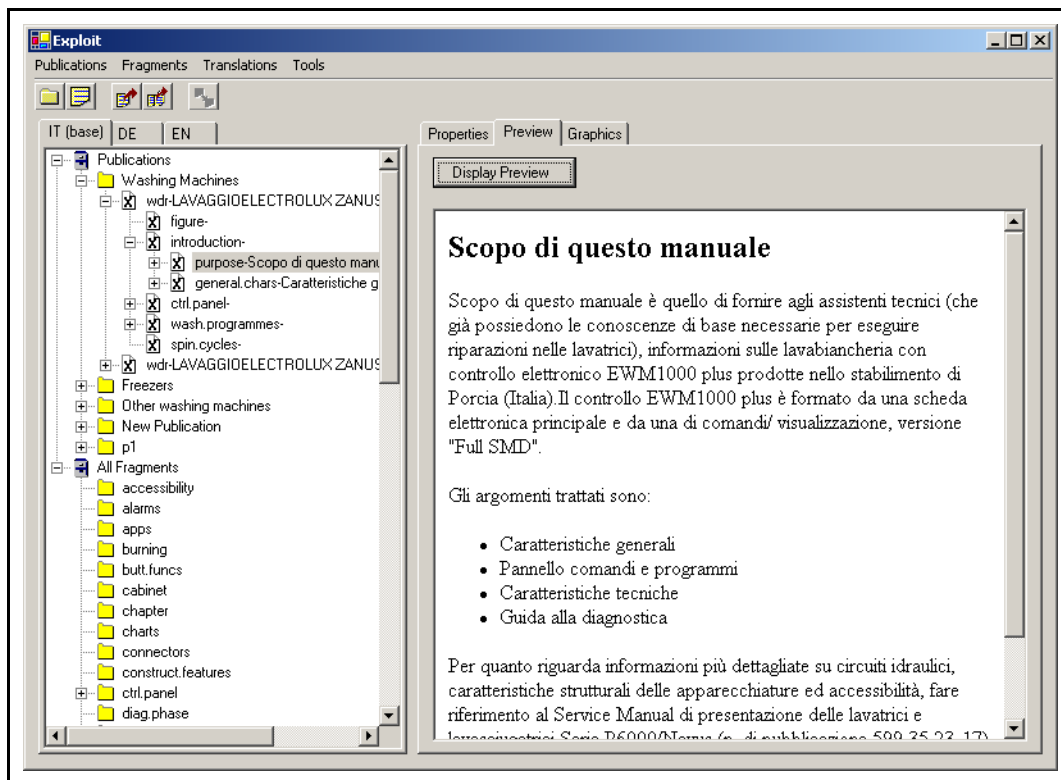 Exploit
Publications Fragments Translations Tools
IT (base) DE EN
Publications
Washing Machines
wdr-LAVAGGIOELECTROLUX ZANUS
figure-
introduction-
purpose-Scopo di questo manu
general.chars-Caratteristiche g
ctrl.panel-
wash.programmes-
spin.cycles-
wdr-LAVAGGIOELECTROLUX ZANUS
Freezers
Other washing machines
New Publication
p1
All Fragments
accessibility
alarms
apps
burning
butt.funcs
cabinet
chapter
charts
connectors
construct.features
ctrl.panel
diag.phase
Properties Preview Graphics
Display Preview
Scopo di questo manuale
Scopo di questo manuale è quello di fornire agli assistenti tecnici (che
già possiedono le conoscenze di base necessarie per eseguire
riparazioni nelle lavatrici), informazioni sulle lavabiancheria con
controllo elettronico EWM1000 plus prodotte nello stabilimento di
Porcia (Italia).Il controllo EWM1000 plus è formato da una scheda
elettronica principale e da una di comandi/ visualizzazione, versione
"Full SMD".
Gli argomenti trattati sono:
Caratteristiche generali
Pannello comandi e programmi
Caratteristiche tecniche
Guida alla diagnostica
Per quanto riguarda informazioni più dettagliate su circuiti idraulici,
caratteristiche strutturali delle apparecchiature ed accessibilità, fare
riferimento al Service Manual di presentazione delle lavatrici e